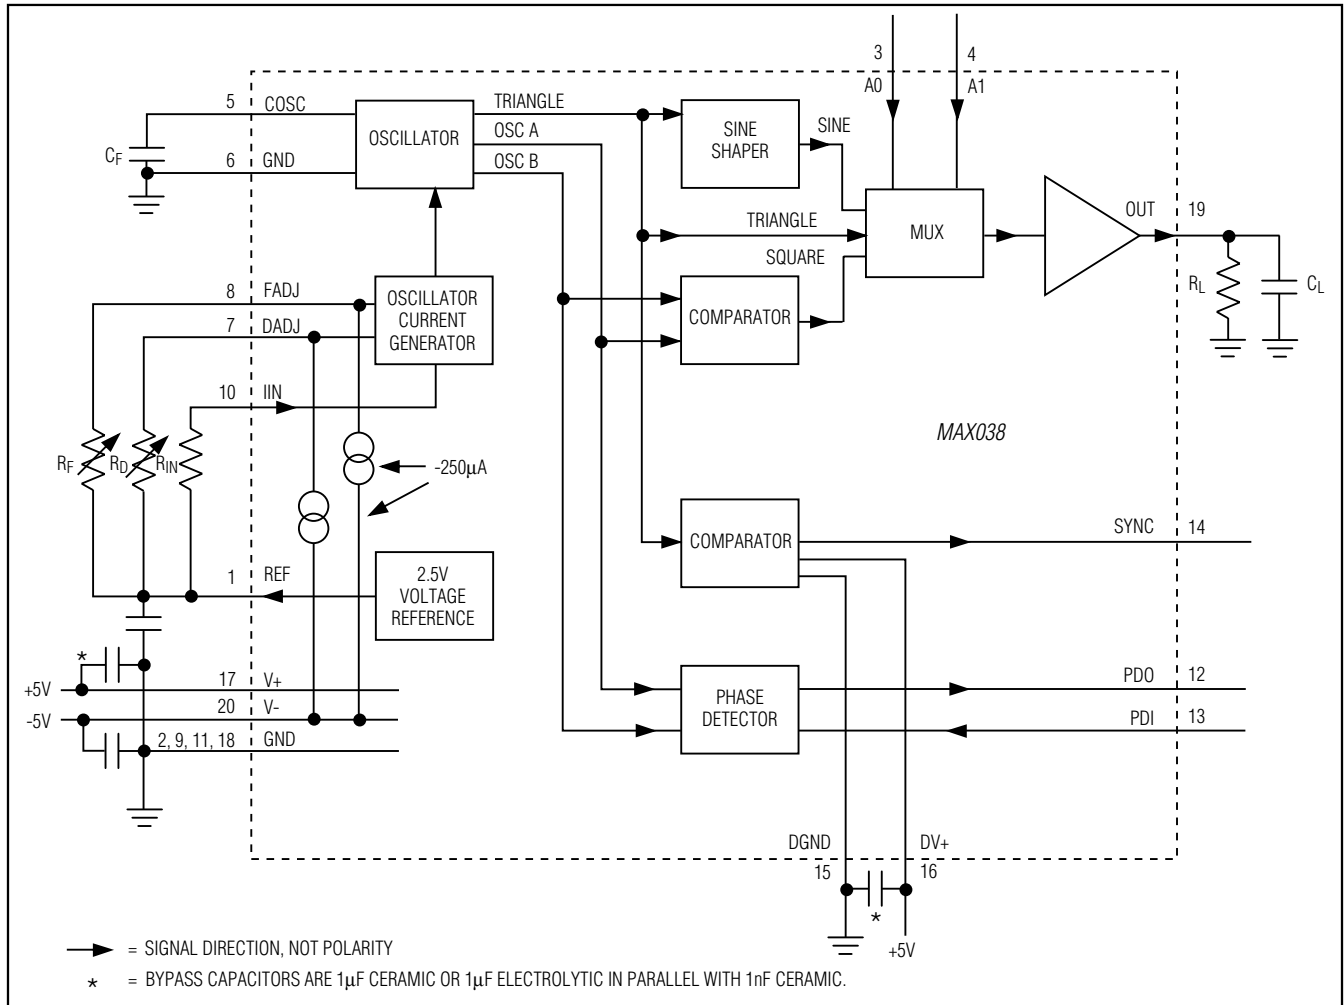 3
4
A0
A1
5 COSC
TRIANGLE
OSCILLATOR
OSC A
OSC B
SINE
SHAPER
SINE
CF
6 GND
TRIANGLE
MUX
OUT 19
SQUARE
RL
CL
8 FADJ
7 DADJ
OSCILLATOR
CURRENT
GENERATOR
COMPARATOR
10 IIN
MAX038
RF
RD
RIN
-250µA
COMPARATOR
SYNC 14
1 REF
2.5V
VOLTAGE
REFERENCE
*
+5V
17 V+
-5V
20 V-
2, 9, 11, 18 GND
PHASE
DETECTOR
PDO 12
PDI 13
DGND
DV+
15
16
*
+5V
= SIGNAL DIRECTION, NOT POLARITY
* = BYPASS CAPACITORS ARE 1µF CERAMIC OR 1µF ELECTROLYTIC IN PARALLEL WITH 1nF CERAMIC.